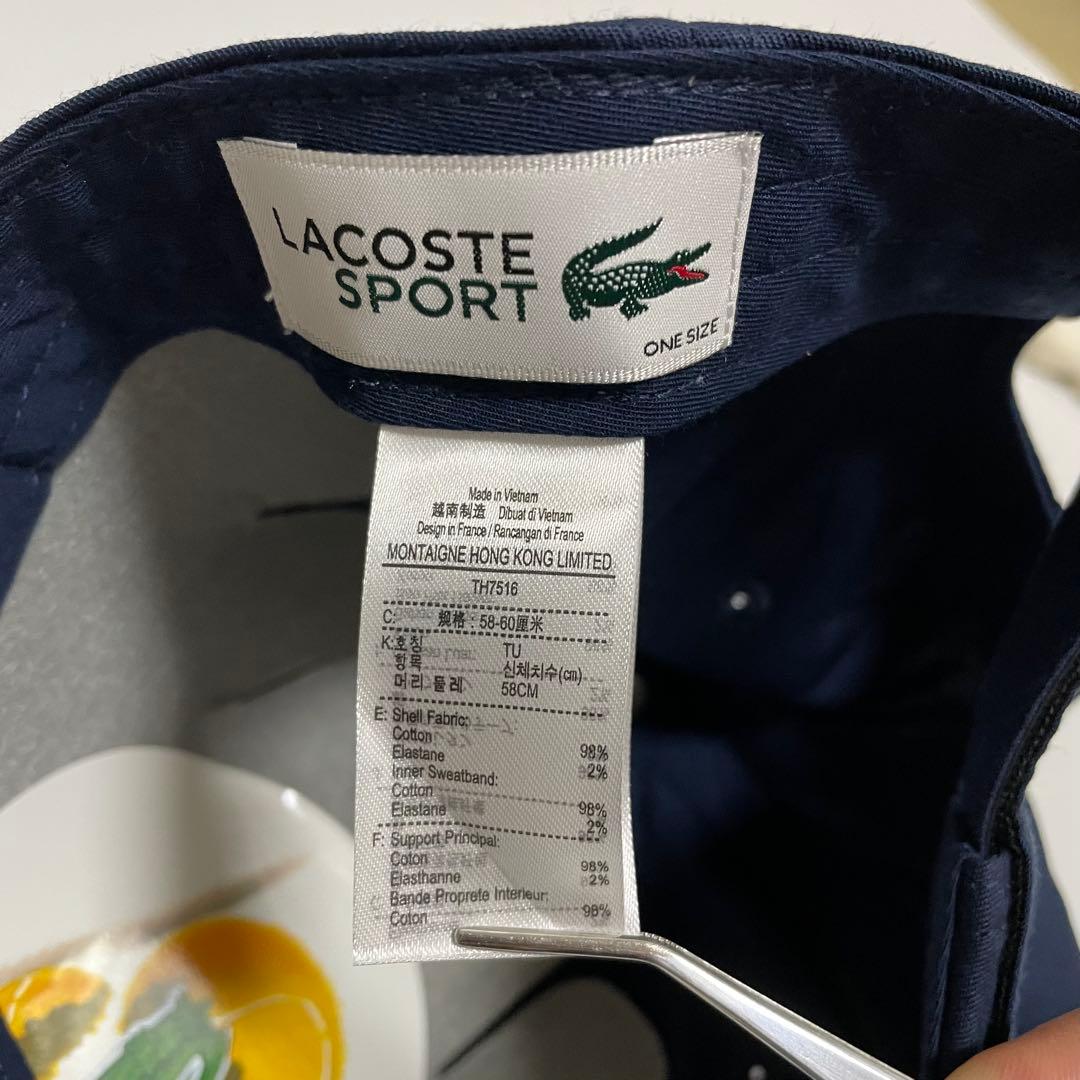 LACOSTE
SPORT
ONE SIZE
Made in Vietnam
越南制造 Dibuat di Vietnam
Design in France / Rancangan di France
MONTAIGNE HONG KONG LIMITED
TH7516
C: 规格：58-60厘米
K: 호칭 TU
항목 신체치수(cm)
머리 둘레 58CM
E: Shell Fabric:
Cotton 98%
Elastane 2%
Inner Sweatband:
Cotton 98%
Elastane 2%
F: Support Principal:
Coton 98%
Elasthanne 2%
Bande Proprete Interieur:
Coton 98%